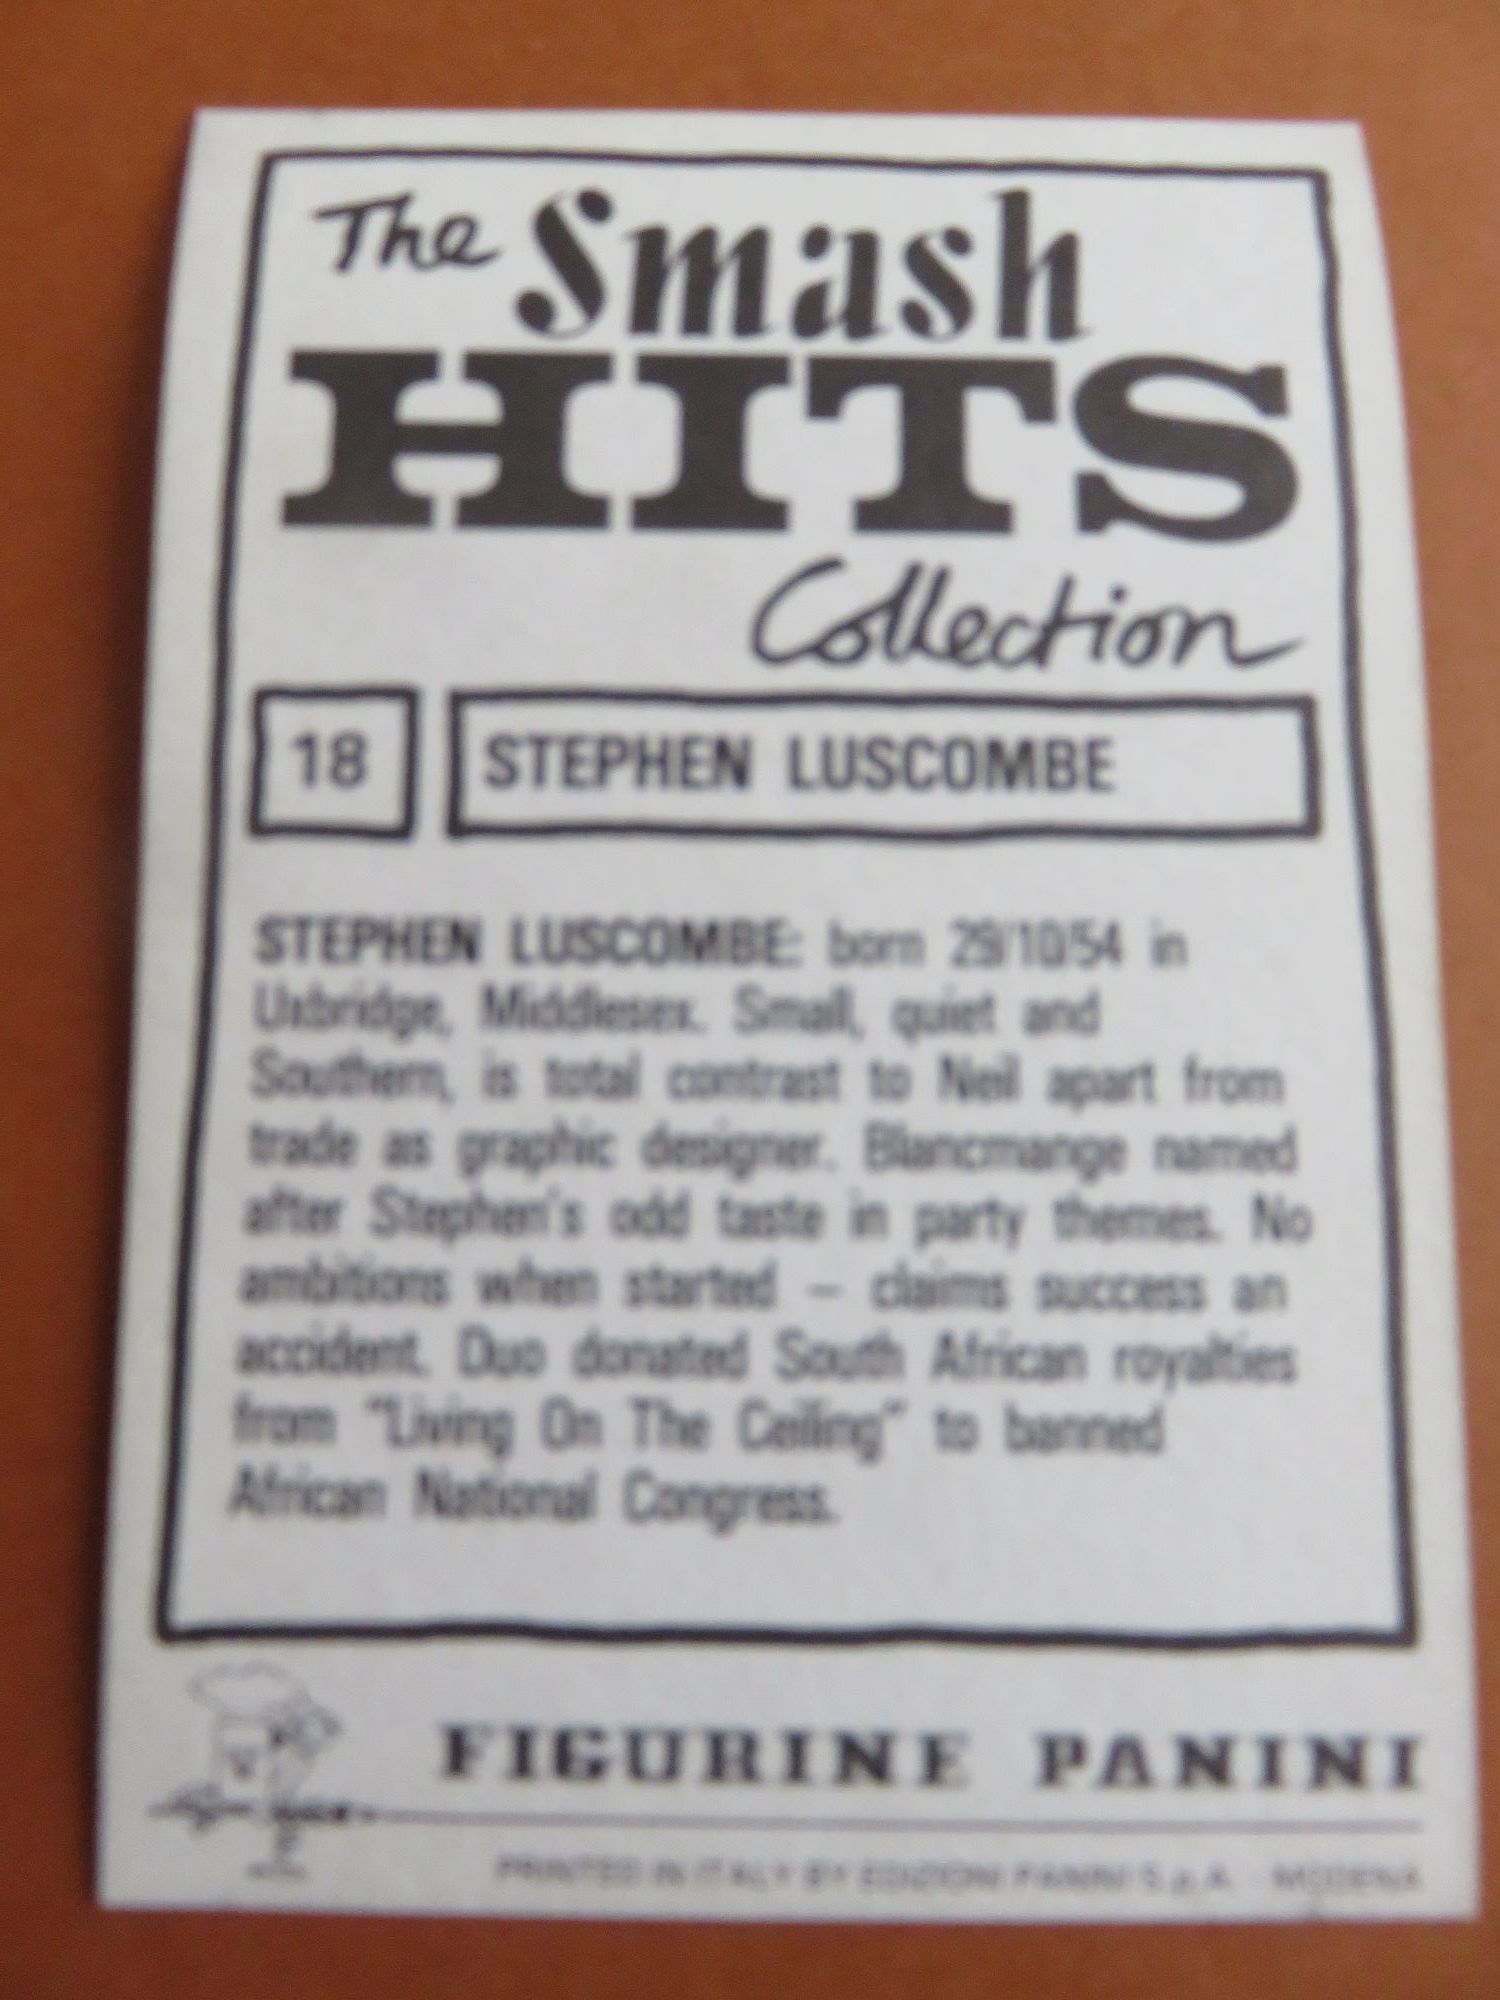 The Smash
HITS
Collection
18
STEPHEN LUSCOMBE
STEPHEN LUSCOMBE: born 29/10/54 in
Uxbridge, Middlesex. Small, quiet and
Southern, is total contrast to Neil apart from
trade as graphic designer. Blancmange named
after Stephen's odd taste in party themes. No
ambitions when started – claims success an
accident. Duo donated South African royalties
from "Living On The Ceiling" to banned
African National Congress.
FIGURINE PANINI
PRINTED IN ITALY BY EDIZIONI PANINI S.p.A. - MODENA